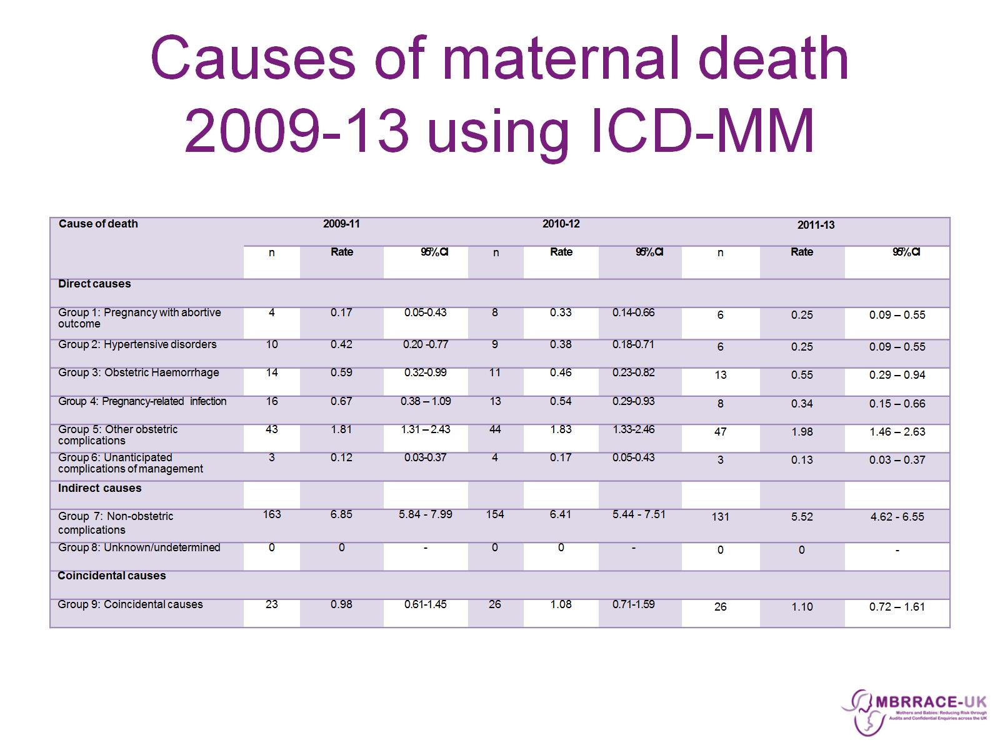 Causes of maternal death
2009-13 using ICD-MM
Cause of death 2009-11 2010-12 2011-13
n Rate 95%CI n Rate 95%CI n Rate 95%CI
Direct causes
Group 1: Pregnancy with abortive
outcome
4 0.17 0.05-0.43 8 0.33 0.14-0.66 6 0.25 0.09 – 0.55
Group 2: Hypertensive disorders 10 0.42 0.20 -0.77 9 0.38 0.18-0.71 6 0.25 0.09 – 0.55
Group 3: Obstetric Haemorrhage 14 0.59 0.32-0.99 11 0.46 0.23-0.82 13 0.55 0.29 – 0.94
Group 4: Pregnancy-related infection 16 0.67 0.38 – 1.09 13 0.54 0.29-0.93 8 0.34 0.15 – 0.66
Group 5: Other obstetric
complications
43 1.81 1.31 – 2.43 44 1.83 1.33-2.46 47 1.98 1.46 – 2.63
Group 6: Unanticipated
complications of management
3 0.12 0.03-0.37 4 0.17 0.05-0.43 3 0.13 0.03 – 0.37
Indirect causes
Group 7: Non-obstetric
complications
163 6.85 5.84 - 7.99 154 6.41 5.44 - 7.51 131 5.52 4.62 - 6.55
Group 8: Unknown/undetermined 0 0 - 0 0 - 0 0 -
Coincidental causes
Group 9: Coincidental causes 23 0.98 0.61-1.45 26 1.08 0.71-1.59 26 1.10 0.72 – 1.61
MBRRACE-UK
Mothers and Babies: Reducing Risk through
Audits and Confidential Enquiries across the UK